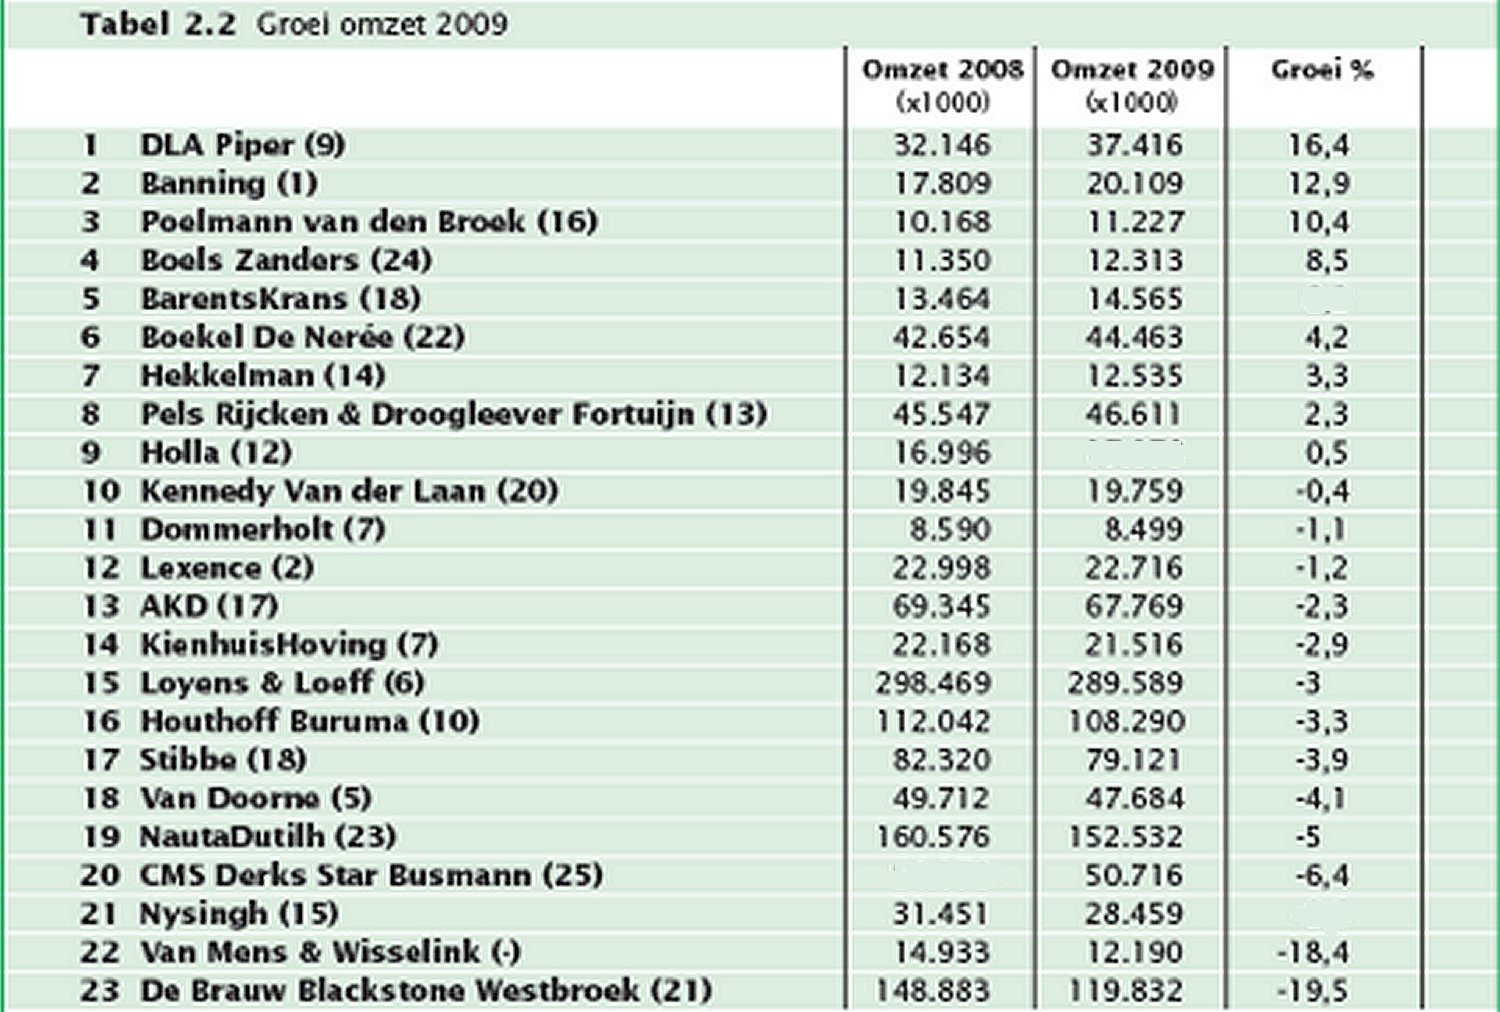 Tabel 2.2 Groei omzet 2009
Omzet 2008 Omzet 2009 Groei %
(x1000) (x1000)
1 DLA Piper (9) 32.146 37.416 16,4
2 Banning (1) 17.809 20.109 12,9
3 Poelmann van den Broek (16) 10.168 11.227 10,4
4 Boels Zanders (24) 11.350 12.313 8,5
5 BarentsKrans (18) 13.464 14.565
6 Boekel De Nerée (22) 42.654 44.463 4,2
7 Hekkelman (14) 12.134 12.535 3,3
8 Pels Rijcken & Droogleever Fortuijn (13) 45.547 46.611 2,3
9 Holla (12) 16.996 0,5
10 Kennedy Van der Laan (20) 19.845 19.759 -0,4
11 Dommerholt (7) 8.590 8.499 -1,1
12 Lexence (2) 22.998 22.716 -1,2
13 AKD (17) 69.345 67.769 -2,3
14 KienhuisHoving (7) 22.168 21.516 -2,9
15 Loyens & Loeff (6) 298.469 289.589 -3
16 Houthoff Buruma (10) 112.042 108.290 -3,3
17 Stibbe (18) 82.320 79.121 -3,9
18 Van Doorne (5) 49.712 47.684 -4,1
19 NautaDutilh (23) 160.576 152.532 -5
20 CMS Derks Star Busmann (25) 50.716 -6,4
21 Nysingh (15) 31.451 28.459
22 Van Mens & Wisselink (-) 14.933 12.190 -18,4
23 De Brauw Blackstone Westbroek (21) 148.883 119.832 -19,5